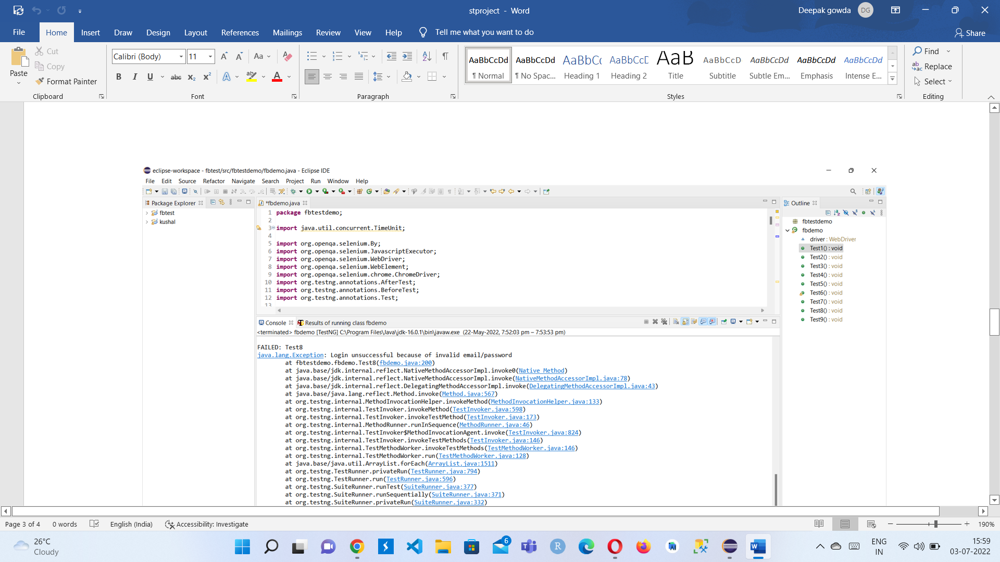 stproject - Word
Deepak gowda
DG
File Home Insert Draw Design Layout References Mailings Review View Help Tell me what you want to do
Share
Paste
Cut
Copy
Format Painter
Clipboard
Calibri (Body) 11
Font
Paragraph
AaBbCcDd AaBbCcDd AaBbCc AaBbCcD AaB AaBbCcD AaBbCcDd AaBbCcDd AaBbCcDd
¶ Normal ¶ No Spac... Heading 1 Heading 2 Title Subtitle Subtle Em... Emphasis Intense E...
Styles
Find
Replace
Select
Editing
eclipse-workspace - fbtest/src/fbtestdemo/fbdemo.java - Eclipse IDE
File Edit Source Refactor Navigate Search Project Run Window Help
Package Explorer
fbtest
kushal
*fbdemo.java
1 package fbtestdemo;
2
3 import java.util.concurrent.TimeUnit;
4
5 import org.openqa.selenium.By;
6 import org.openqa.selenium.JavascriptExecutor;
7 import org.openqa.selenium.WebDriver;
8 import org.openqa.selenium.WebElement;
9 import org.openqa.selenium.chrome.ChromeDriver;
10 import org.testng.annotations.AfterTest;
11 import org.testng.annotations.BeforeTest;
12 import org.testng.annotations.Test;
13
Outline
fbtestdemo
fbdemo
driver : WebDriver
Test1() : void
Test2() : void
Test3() : void
Test4() : void
Test5() : void
Test6() : void
Test7() : void
Test8() : void
Test9() : void
Console Results of running class fbdemo
<terminated> fbdemo [TestNG] C:\Program Files\Java\jdk-16.0.1\bin\javaw.exe (22-May-2022, 7:52:03 pm – 7:53:53 pm)
FAILED: Test8
java.lang.Exception: Login unsuccessful because of invalid email/password
at fbtestdemo.fbdemo.Test8(fbdemo.java:200)
at java.base/jdk.internal.reflect.NativeMethodAccessorImpl.invoke0(Native Method)
at java.base/jdk.internal.reflect.NativeMethodAccessorImpl.invoke(NativeMethodAccessorImpl.java:78)
at java.base/jdk.internal.reflect.DelegatingMethodAccessorImpl.invoke(DelegatingMethodAccessorImpl.java:43)
at java.base/java.lang.reflect.Method.invoke(Method.java:567)
at org.testng.internal.MethodInvocationHelper.invokeMethod(MethodInvocationHelper.java:133)
at org.testng.internal.TestInvoker.invokeMethod(TestInvoker.java:598)
at org.testng.internal.TestInvoker.invokeTestMethod(TestInvoker.java:173)
at org.testng.internal.MethodRunner.runInSequence(MethodRunner.java:46)
at org.testng.internal.TestInvoker$MethodInvocationAgent.invoke(TestInvoker.java:824)
at org.testng.internal.TestInvoker.invokeTestMethods(TestInvoker.java:146)
at org.testng.internal.TestMethodWorker.invokeTestMethods(TestMethodWorker.java:146)
at org.testng.internal.TestMethodWorker.run(TestMethodWorker.java:128)
at java.base/java.util.ArrayList.forEach(ArrayList.java:1511)
at org.testng.TestRunner.privateRun(TestRunner.java:794)
at org.testng.TestRunner.run(TestRunner.java:596)
at org.testng.SuiteRunner.runTest(SuiteRunner.java:377)
at org.testng.SuiteRunner.runSequentially(SuiteRunner.java:371)
at org.testng.SuiteRunner.privateRun(SuiteRunner.java:332)
Page 3 of 4 0 words English (India) Accessibility: Investigate 190%
26°C
Cloudy
6
ENG
IN
15:59
03-07-2022